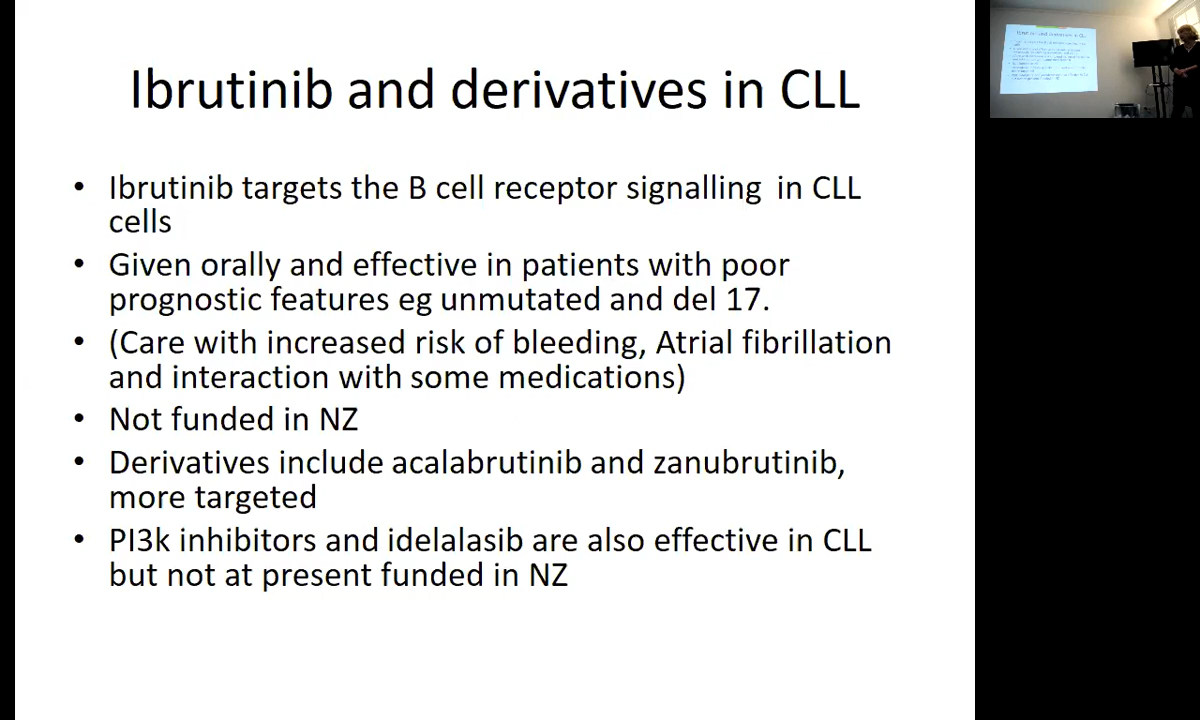 Ibrutinib and derivatives in CLL
• Ibrutinib targets the B cell receptor signalling in CLL
cells
• Given orally and effective in patients with poor
prognostic features eg unmutated and del 17.
• (Care with increased risk of bleeding, Atrial fibrillation
and interaction with some medications)
• Not funded in NZ
• Derivatives include acalabrutinib and zanubrutinib,
more targeted
• PI3k inhibitors and idelalasib are also effective in CLL
but not at present funded in NZ